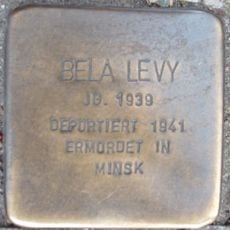 BELA LEVY
JG. 1939
DEPORTIERT 1941
ERMORDET IN
MINSK